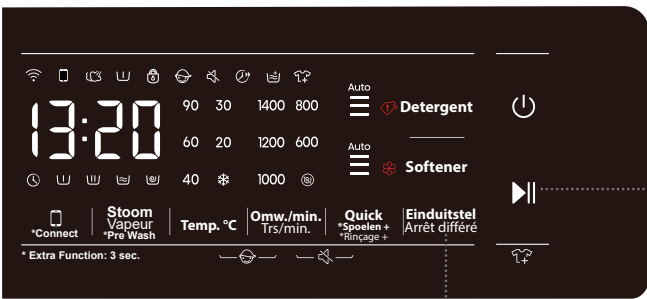 Auto
13:20
90 30 1400 800
Detergent
60 20 1200 600
Auto
Softener
40 1000
*Connect
Stoom
Vapeur
*Pre Wash
Temp. °C
Omw./min.
Trs/min.
Quick
*Spoelen +
*Rinçage +
Einduitstel
Arrêt différé
* Extra Function: 3 sec.